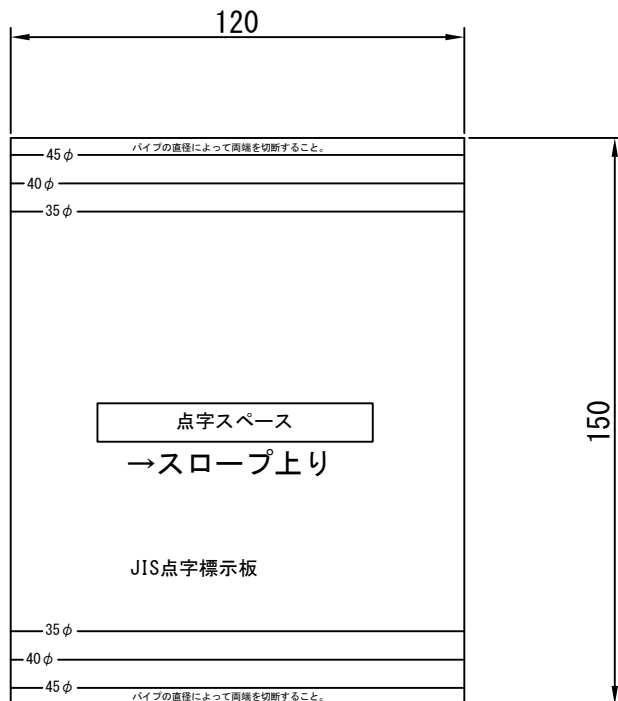 120
パイプの直径によって両端を切断すること。
45φ
40φ
35φ
点字スペース
150
→スロープ上り
JIS点字標示板
35φ
40φ
45φ
パイプの直径によって両端を切断すること。